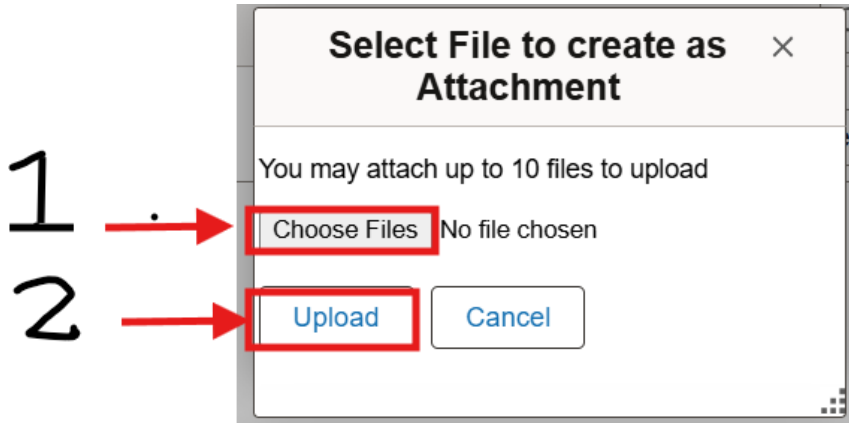 Select File to create as
Attachment
You may attach up to 10 files to upload
1 .
Choose Files No file chosen
2
Upload Cancel